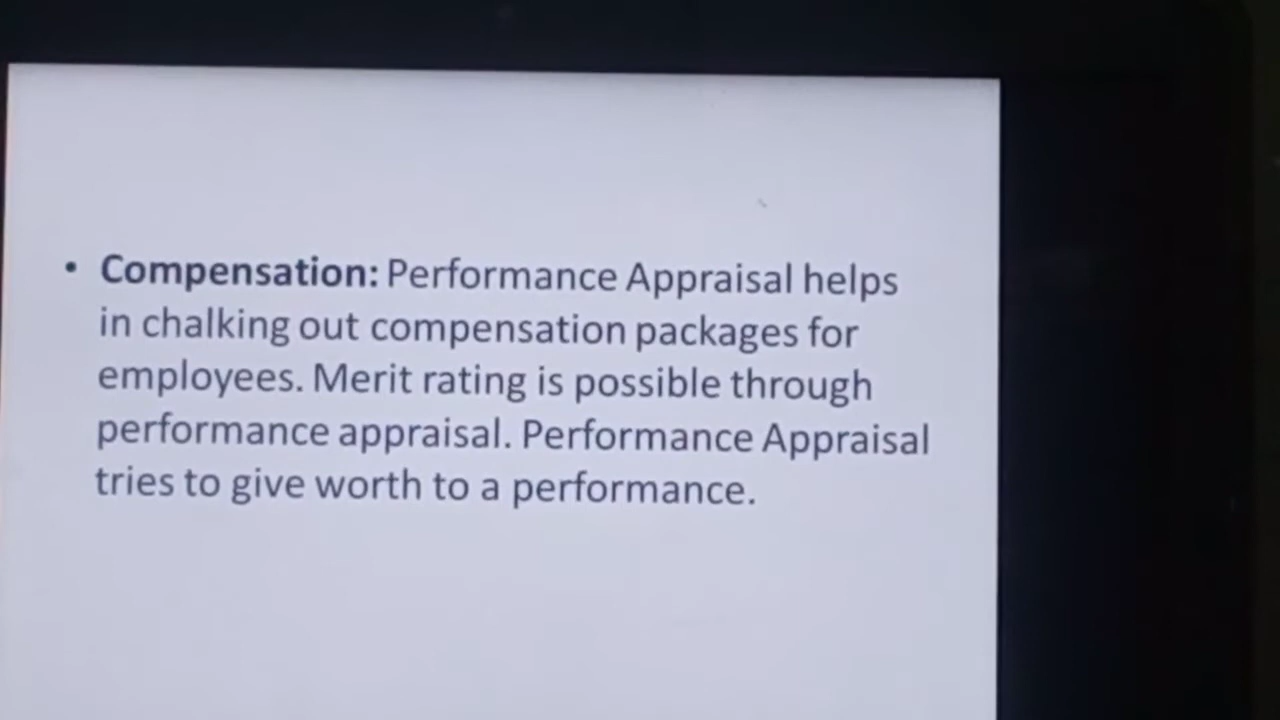 • Compensation: Performance Appraisal helps
in chalking out compensation packages for
employees. Merit rating is possible through
performance appraisal. Performance Appraisal
tries to give worth to a performance.